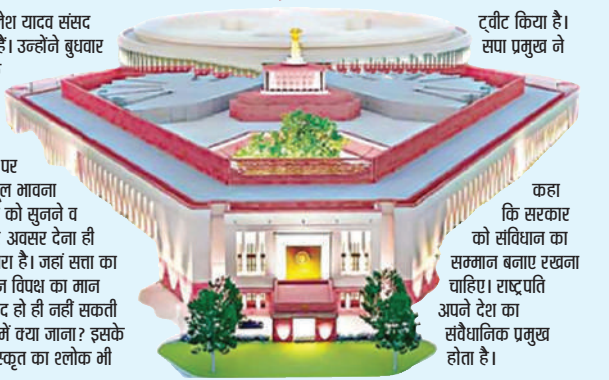 लेश यादव संसद
हैं। उन्होंने बुधवार
पर
भावना
को सुनने व
अवसर देना ही
रा है। जहां सत्ता का
विपक्ष का मान
द हो ही नहीं सकती
में क्या जाना? इसके
स्कृत का श्लोक भी
ट्वीट किया है।
सपा प्रमुख ने
कहा
कि सरकार
को संविधान का
सम्मान बनाए रखना
चाहिए। राष्ट्रपति
अपने देश का
संवैधानिक प्रमुख
होता है।